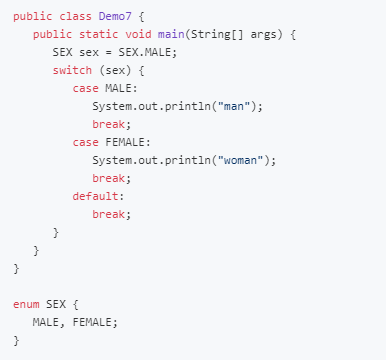 public class Demo7 {
   public static void main(String[] args) {
      SEX sex = SEX.MALE;
      switch (sex) {
         case MALE:
            System.out.println("man");
            break;
         case FEMALE:
            System.out.println("woman");
            break;
         default:
            break;
      }
   }
}

enum SEX {
   MALE, FEMALE;
}